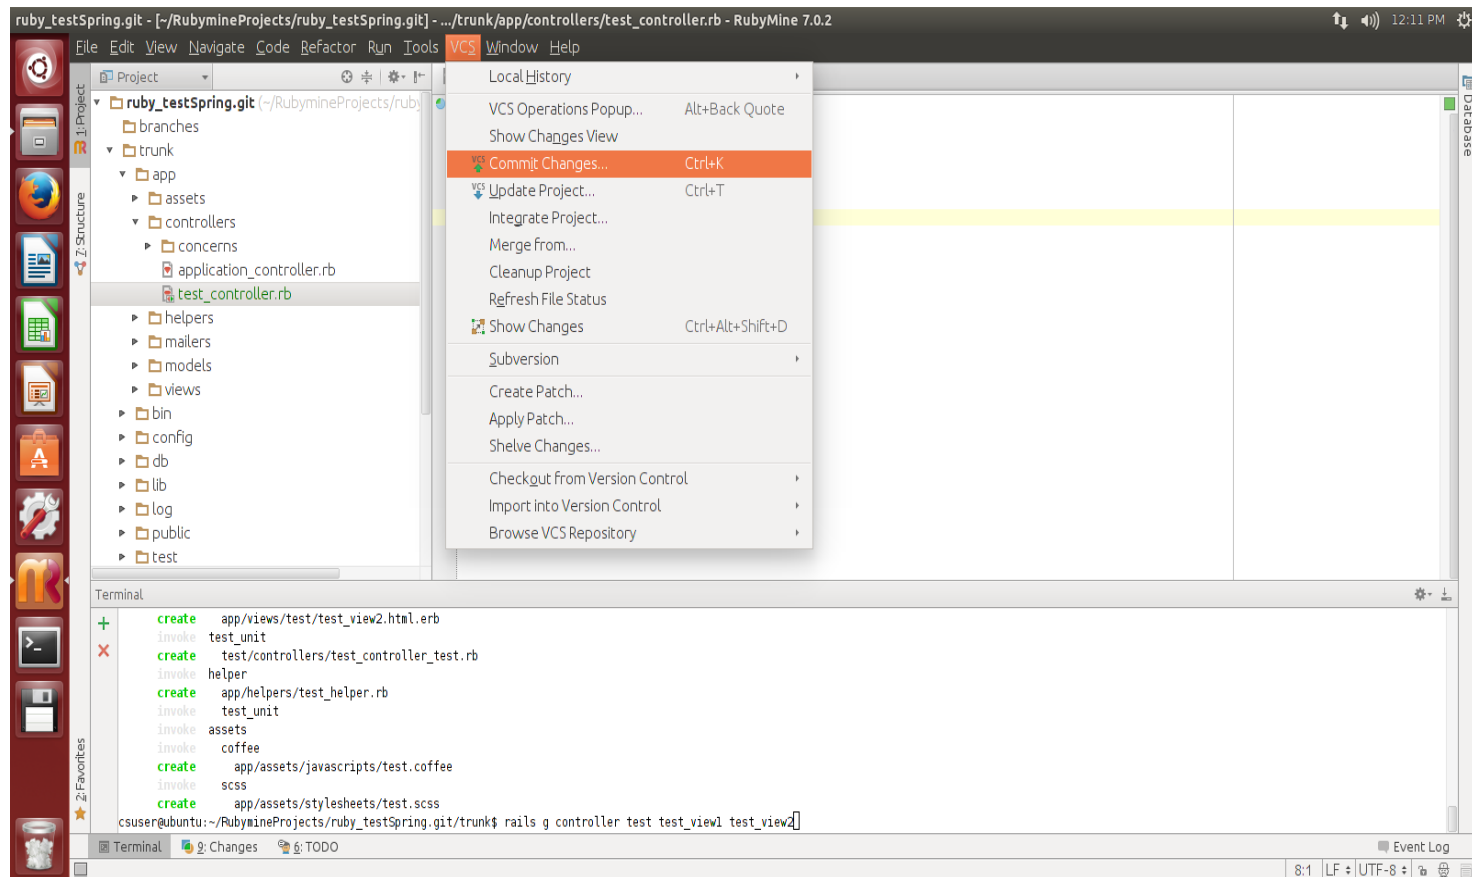 ruby_testSpring.git - [~/RubymineProjects/ruby_testSpring.git] - .../trunk/app/controllers/test_controller.rb - RubyMine 7.0.2
12:11 PM
File Edit View Navigate Code Refactor Run Tools VCS Window Help
Project
1: Project
ruby_testSpring.git (~/RubymineProjects/ruby
branches
trunk
app
assets
controllers
concerns
application_controller.rb
test_controller.rb
helpers
mailers
models
views
bin
config
db
lib
log
public
test
Z: Structure
2: Favorites
Local History
VCS Operations Popup... Alt+Back Quote
Show Changes View
VCS Commit Changes... Ctrl+K
VCS Update Project... Ctrl+T
Integrate Project...
Merge from...
Cleanup Project
Refresh File Status
Show Changes Ctrl+Alt+Shift+D
Subversion
Create Patch...
Apply Patch...
Shelve Changes...
Checkout from Version Control
Import into Version Control
Browse VCS Repository
Database
Terminal
create app/views/test/test_view2.html.erb
invoke test_unit
create test/controllers/test_controller_test.rb
invoke helper
create app/helpers/test_helper.rb
invoke test_unit
invoke assets
invoke coffee
create app/assets/javascripts/test.coffee
invoke scss
create app/assets/stylesheets/test.scss
csuser@ubuntu:~/RubymineProjects/ruby_testSpring.git/trunk$ rails g controller test test_view1 test_view2
Terminal 9: Changes 6: TODO Event Log
8:1 LF UTF-8